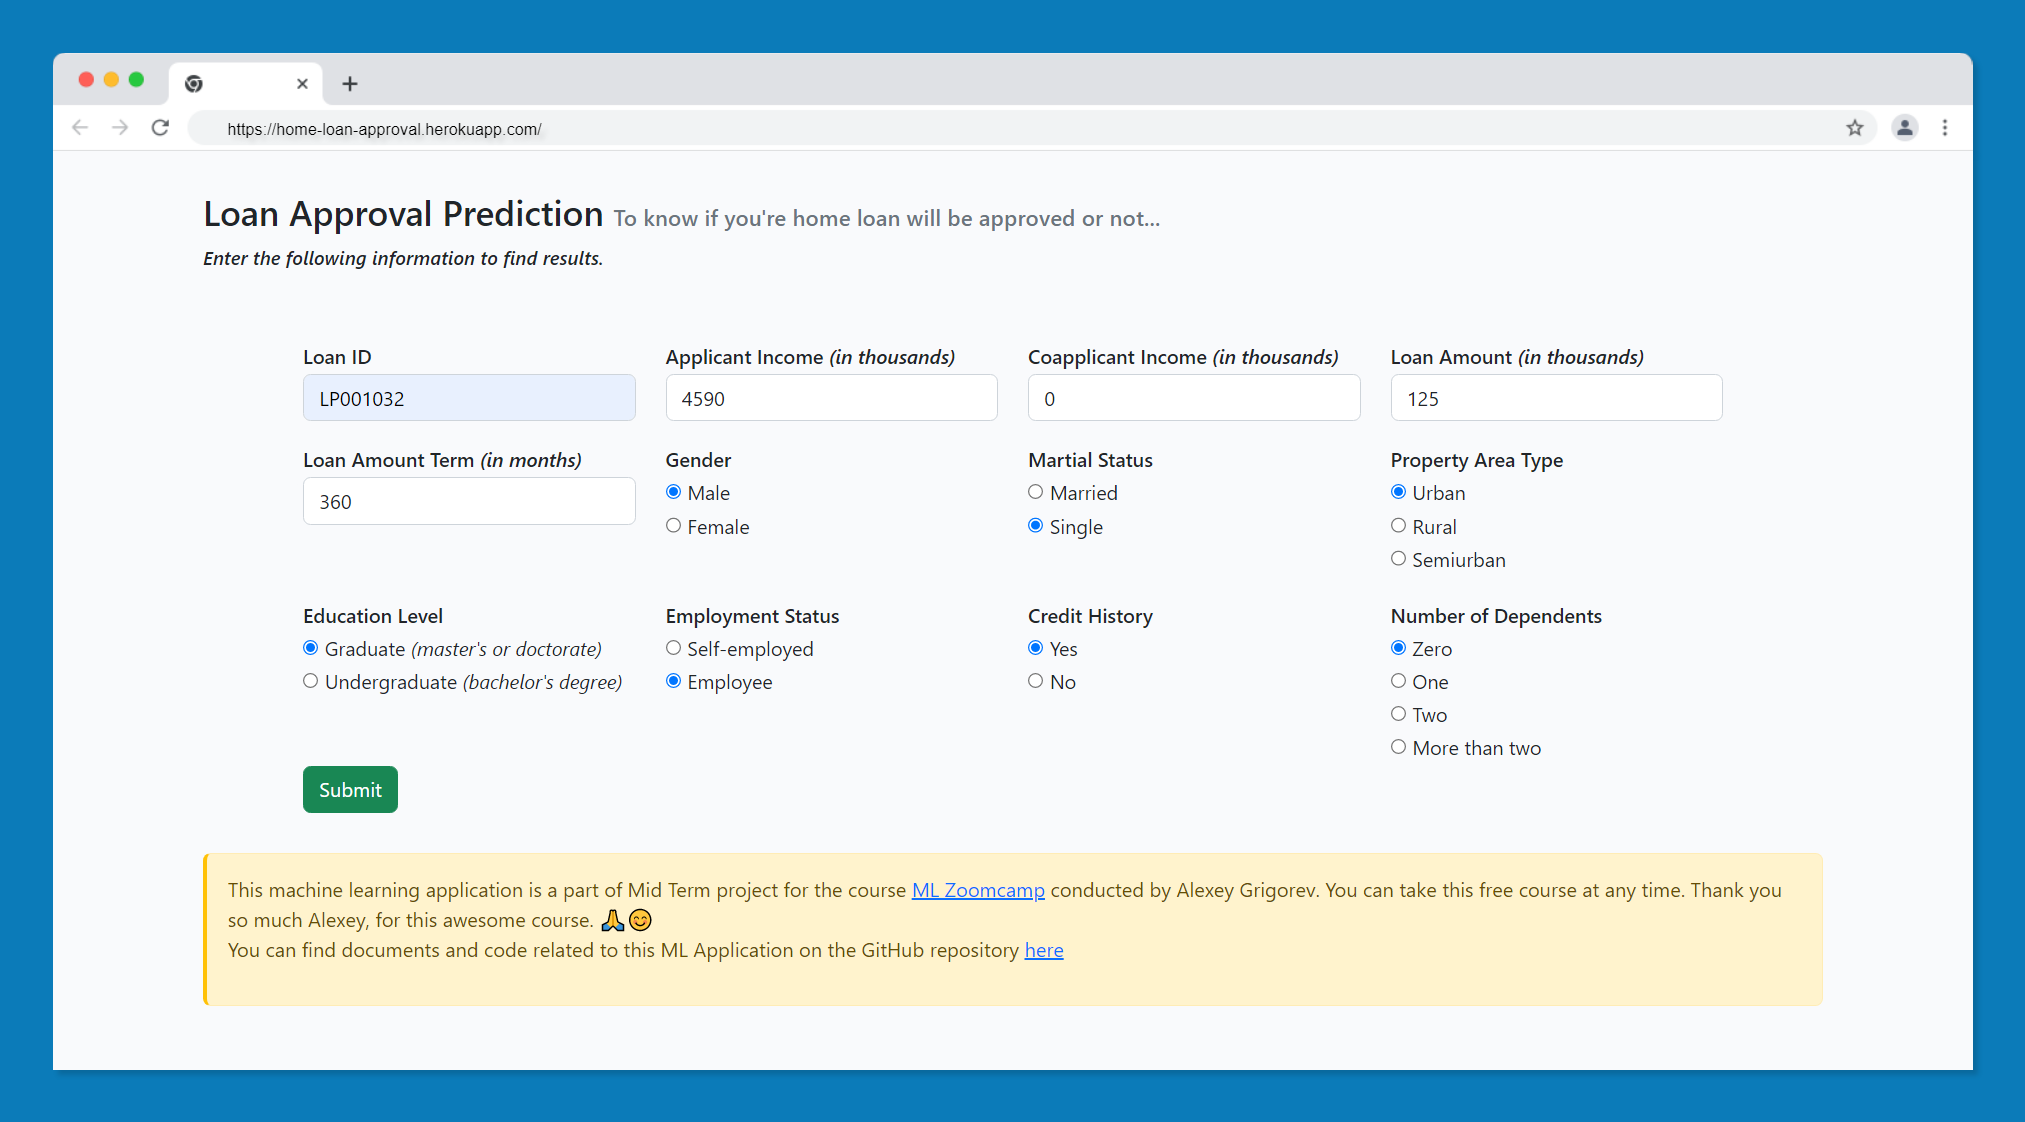 https://home-loan-approval.herokuapp.com/
Loan Approval Prediction To know if you're home loan will be approved or not...
Enter the following information to find results.
Loan ID
Applicant Income (in thousands)
Coapplicant Income (in thousands)
Loan Amount (in thousands)
LP001032
4590
0
125
Loan Amount Term (in months)
360
Gender
Male
Female
Martial Status
Married
Single
Property Area Type
Urban
Rural
Semiurban
Education Level
Graduate (master's or doctorate)
Undergraduate (bachelor's degree)
Employment Status
Self-employed
Employee
Credit History
Yes
No
Number of Dependents
Zero
One
Two
More than two
Submit
This machine learning application is a part of Mid Term project for the course ML Zoomcamp conducted by Alexey Grigorev. You can take this free course at any time. Thank you
so much Alexey, for this awesome course. 🙏😊
You can find documents and code related to this ML Application on the GitHub repository here